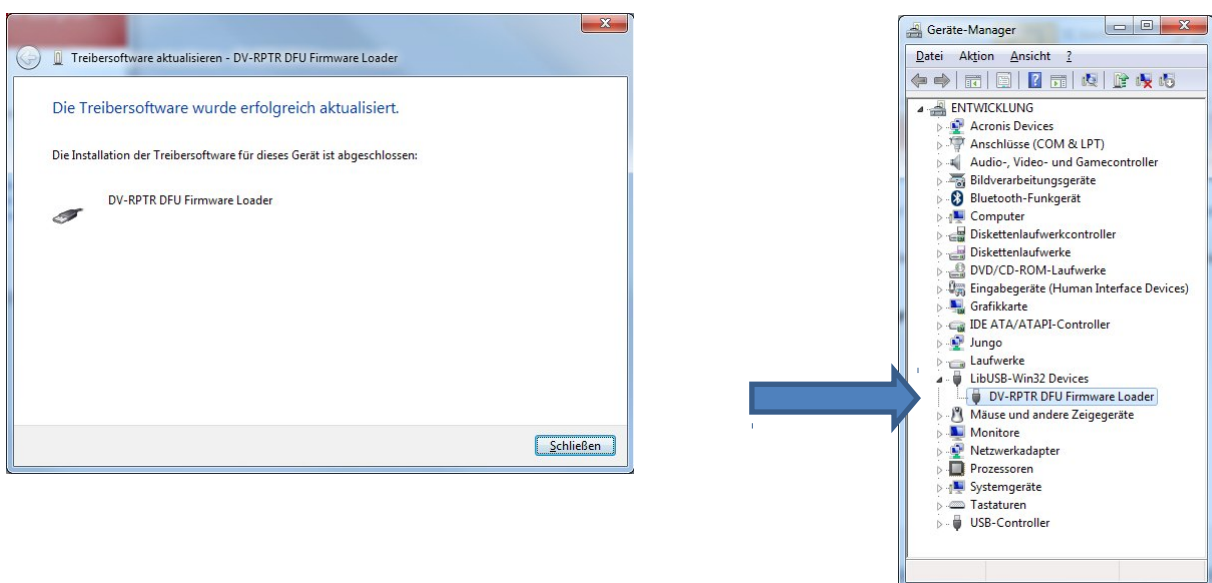 Treibersoftware aktualisieren - DV-RPTR DFU Firmware Loader
Die Treibersoftware wurde erfolgreich aktualisiert.
Die Installation der Treibersoftware für dieses Gerät ist abgeschlossen:
DV-RPTR DFU Firmware Loader
Schließen
Geräte-Manager
Datei Aktion Ansicht ?
ENTWICKLUNG
Acronis Devices
Anschlüsse (COM & LPT)
Audio-, Video- und Gamecontroller
Bildverarbeitungsgeräte
Bluetooth-Funkgerät
Computer
Diskettenlaufwerkcontroller
Diskettenlaufwerke
DVD/CD-ROM-Laufwerke
Eingabegeräte (Human Interface Devices)
Grafikkarte
IDE ATA/ATAPI-Controller
Jungo
Laufwerke
LibUSB-Win32 Devices
DV-RPTR DFU Firmware Loader
Mäuse und andere Zeigegeräte
Monitore
Netzwerkadapter
Prozessoren
Systemgeräte
Tastaturen
USB-Controller